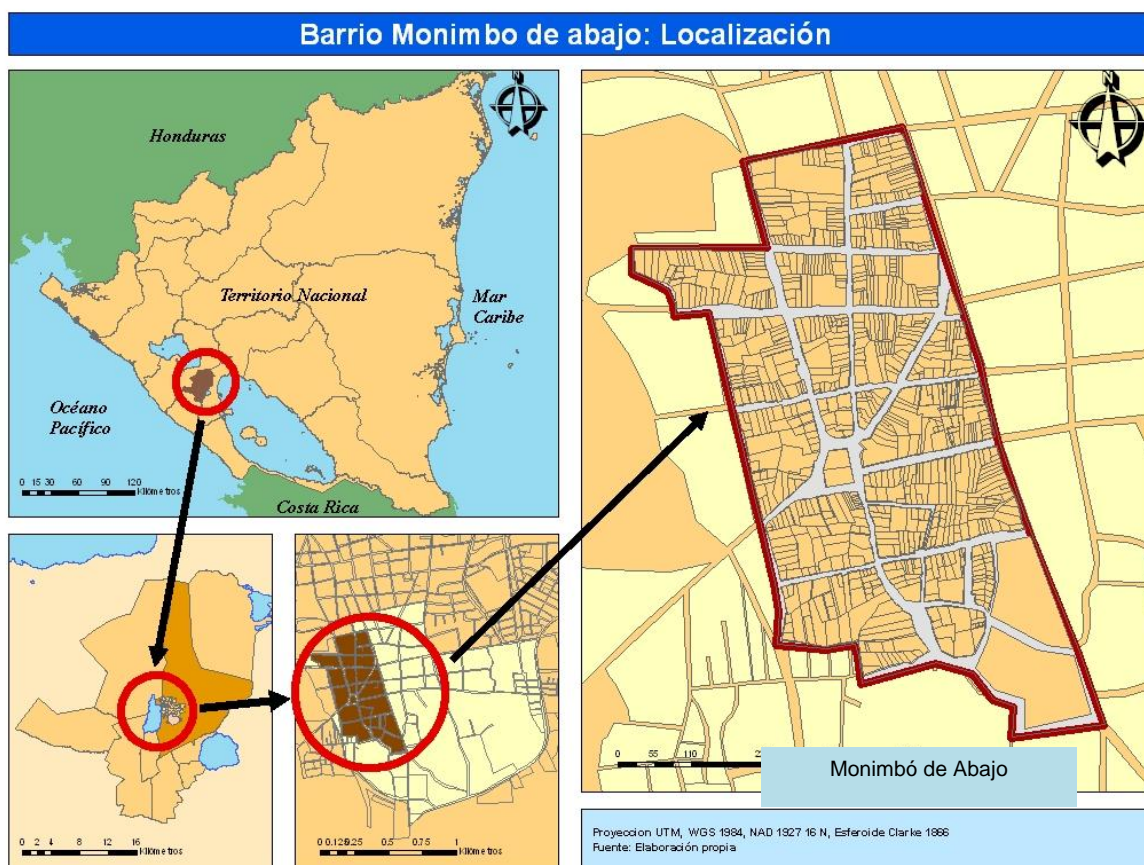 Barrio Monimbo de abajo: Localización
N
Honduras
Territorio Nacional
Mar
Caribe
Océano
Pacífico
Costa Rica
0 15 30 60 90 120
Kilómetros
N
0 2 4 8 12 16
Kilómetros
0 0.125 0.25 0.5 0.75 1
Kilómetros
0 55 110
Monimbó de Abajo
Proyeccion UTM, WGS 1984, NAD 1927 16 N, Esferoide Clarke 1866
Fuente: Elaboración propia